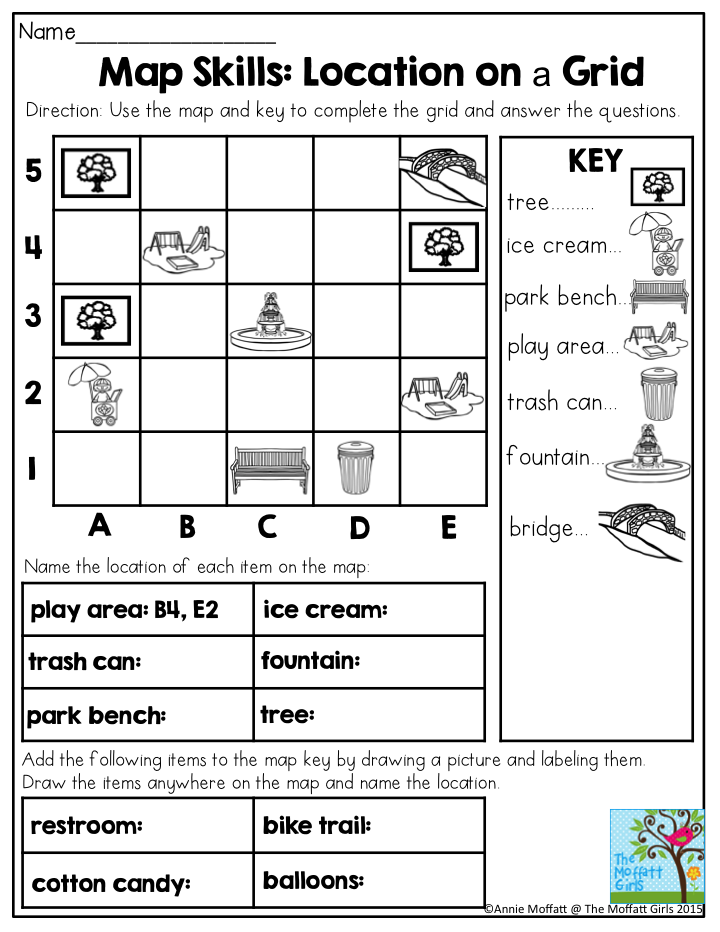 Name____________________
Map Skills: Location on a Grid
Direction: Use the map and key to complete the grid and answer the questions.
5
4
3
2
1
A B C D E
KEY
tree.........
ice cream...
park bench...
play area...
trash can...
fountain...
bridge...
Name the location of each item on the map:
play area: B4, E2
ice cream:
trash can:
fountain:
park bench:
tree:
Add the following items to the map key by drawing a picture and labeling them.
Draw the items anywhere on the map and name the location.
restroom:
bike trail:
cotton candy:
balloons:
The
Moffatt
Girls
©Annie Moffatt @ The Moffatt Girls 2015